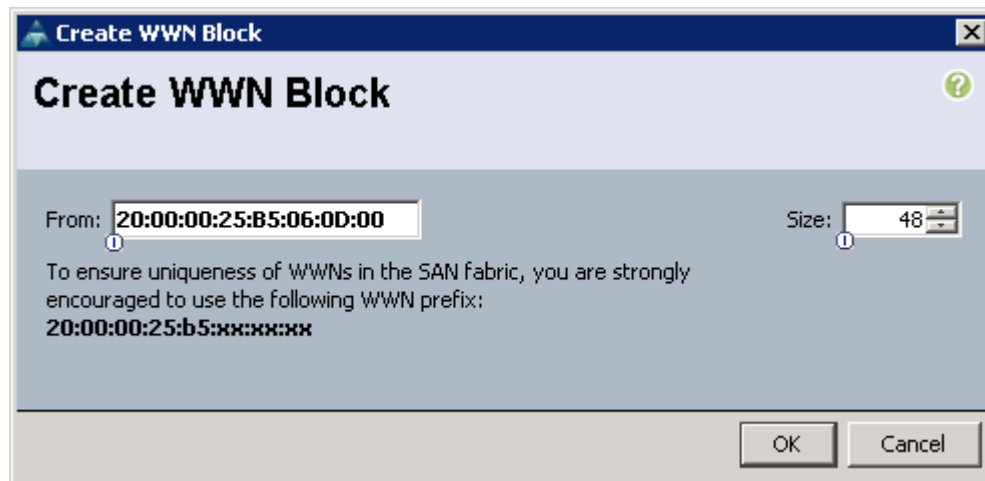 Create WWN Block
Create WWN Block
From: 20:00:00:25:B5:06:0D:00 Size: 48
To ensure uniqueness of WWNs in the SAN fabric, you are strongly
encouraged to use the following WWN prefix:
20:00:00:25:b5:xx:xx:xx
OK Cancel